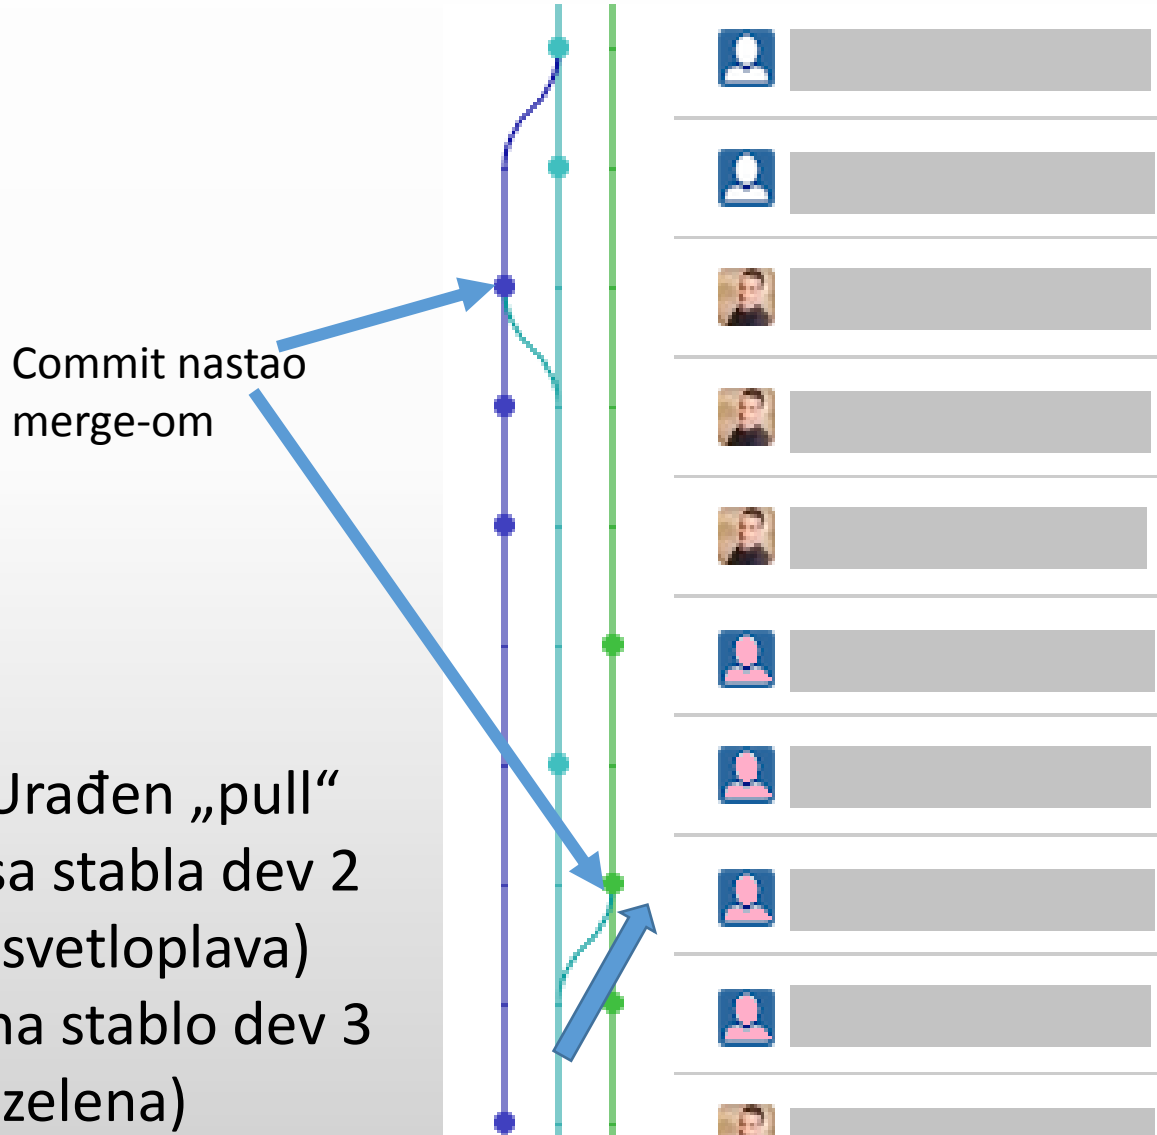 Commit nastao
merge-om
Urađen „pull“
sa stabla dev 2
svetloplava)
na stablo dev 3
zelena)